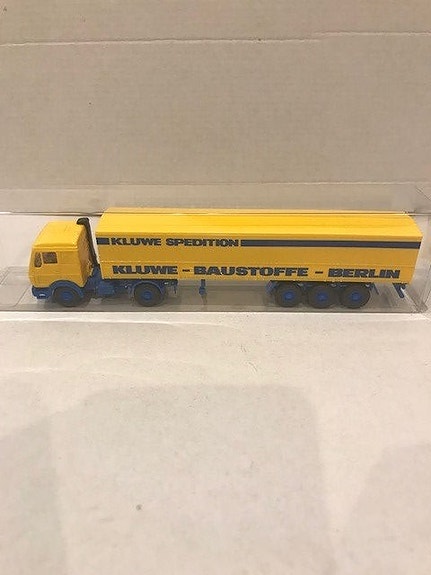 KLUWE SPEDITION
KLUWE - BAUSTOFFE - BERLIN